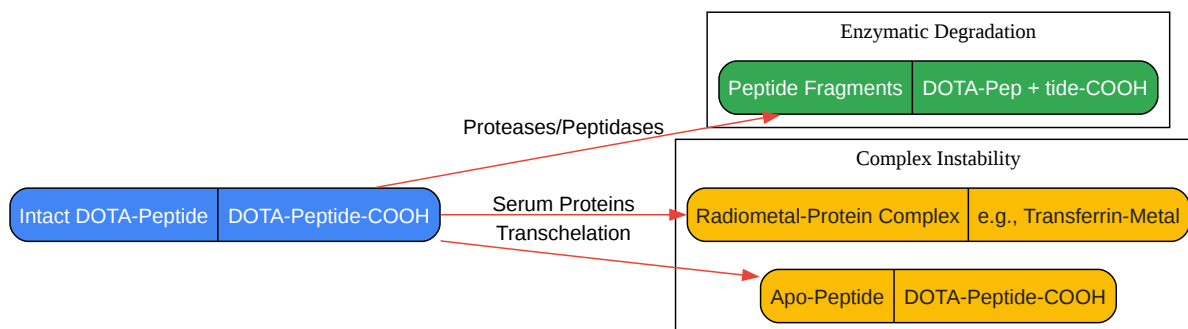 Enzymatic Degradation
Peptide Fragments
DOTA-Pep + tide-COOH
Proteases/Peptidases
Complex Instability
Intact DOTA-Peptide
DOTA-Peptide-COOH
Serum Proteins
Transchelation
Radiometal-Protein Complex
e.g., Transferrin-Metal
Apo-Peptide
DOTA-Peptide-COOH